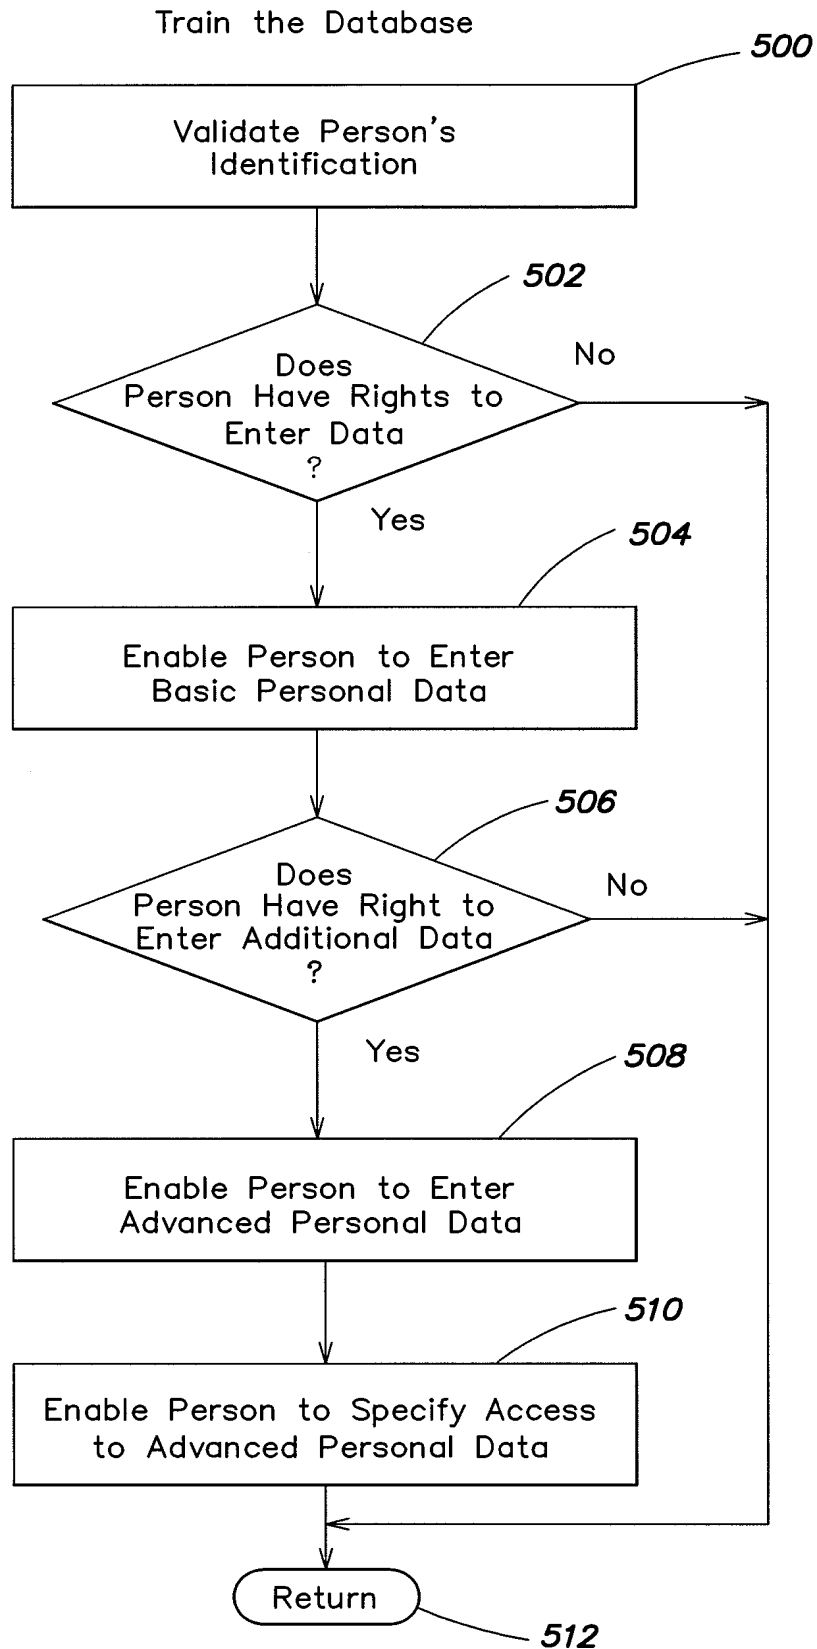 Train the Database
500
Validate Person's
Identification
502
Does
Person Have Rights to
Enter Data
?
No
Yes
504
Enable Person to Enter
Basic Personal Data
506
Does
Person Have Right to
Enter Additional Data
?
No
Yes
508
Enable Person to Enter
Advanced Personal Data
510
Enable Person to Specify Access
to Advanced Personal Data
Return
512